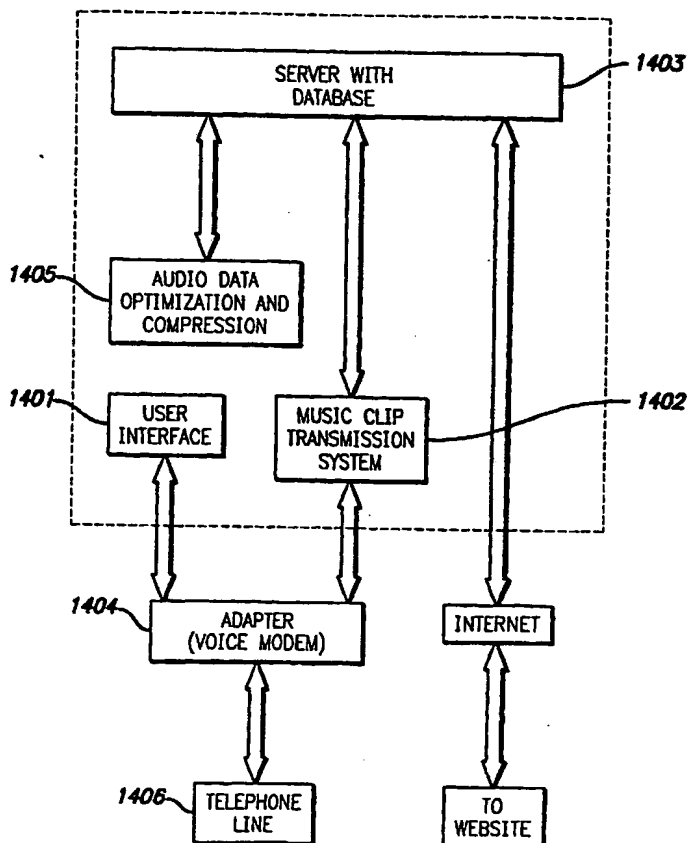 SERVER WITH
DATABASE
1403
1405
AUDIO DATA
OPTIMIZATION AND
COMPRESSION
1401
USER
INTERFACE
MUSIC CLIP
TRANSMISSION
SYSTEM
1402
1404
ADAPTER
(VOICE MODEM)
INTERNET
1406
TELEPHONE
LINE
TO
WEBSITE